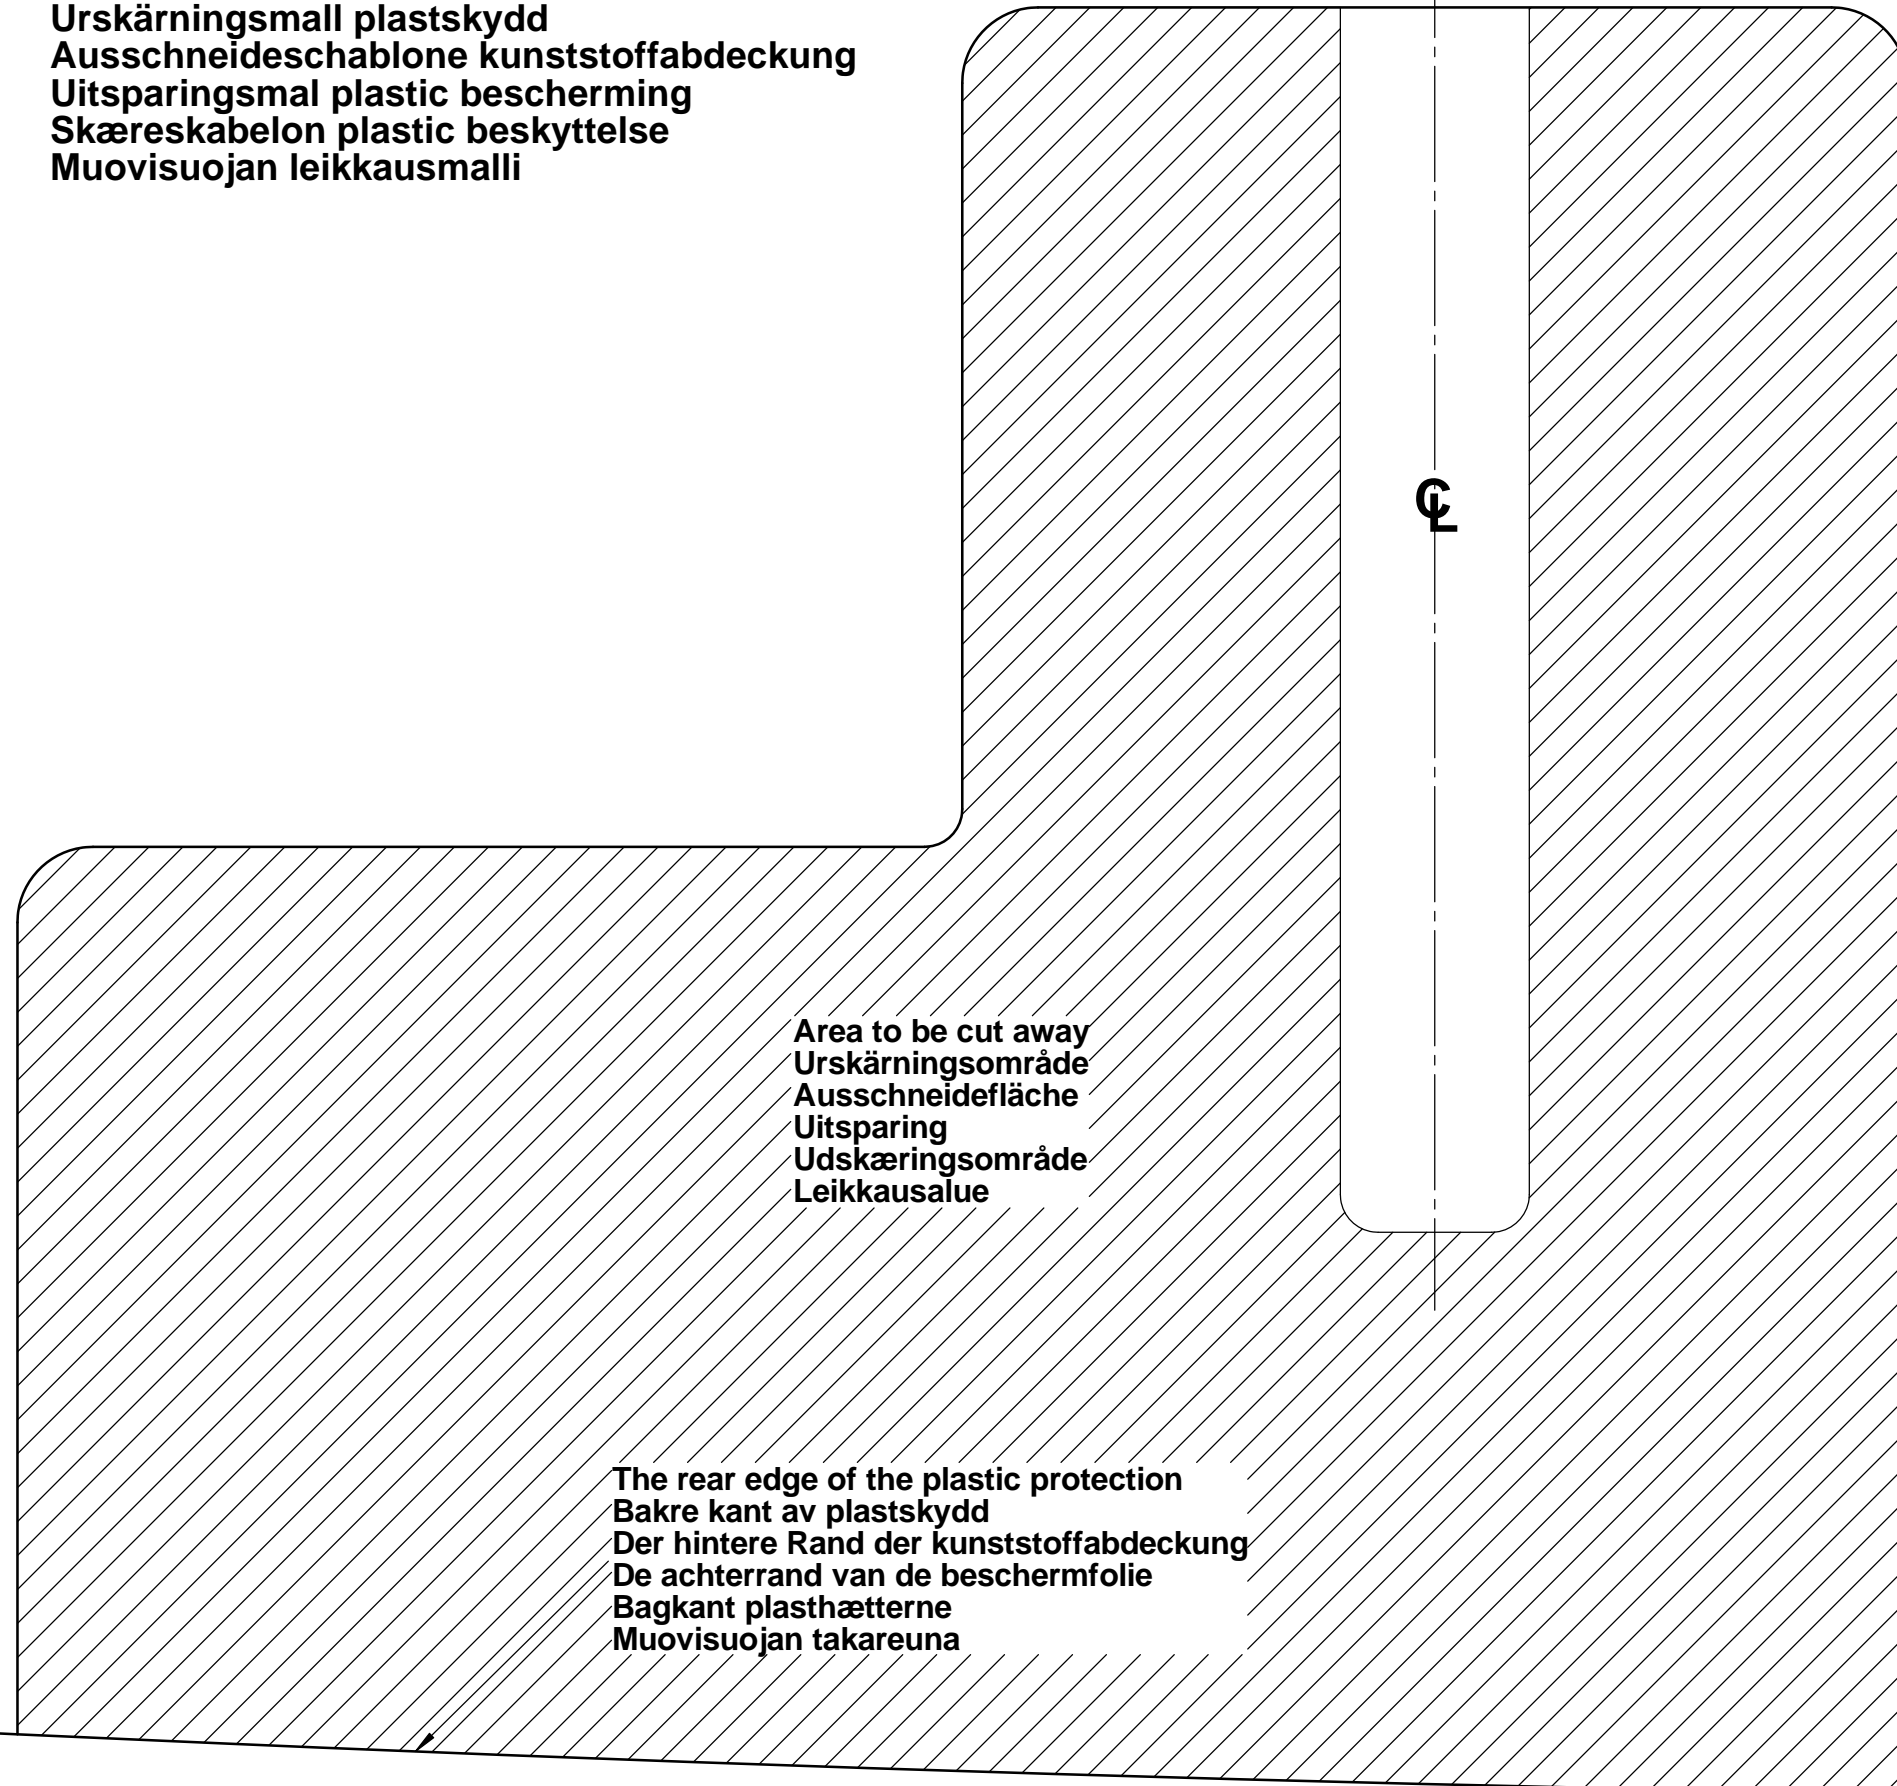 Urskärningsmall plastskydd
Ausschneideschablone kunststoffabdeckung
Uitsparingsmal plastic bescherming
Skæreskabelon plastic beskyttelse
Muovisuojan leikkausmalli
℄
Area to be cut away
Urskärningsområde
Ausschneidefläche
Uitsparing
Udskæringsområde
Leikkausalue
The rear edge of the plastic protection
Bakre kant av plastskydd
Der hintere Rand der kunststoffabdeckung
De achterrand van de beschermfolie
Bagkant plasthætterne
Muovisuojan takareuna